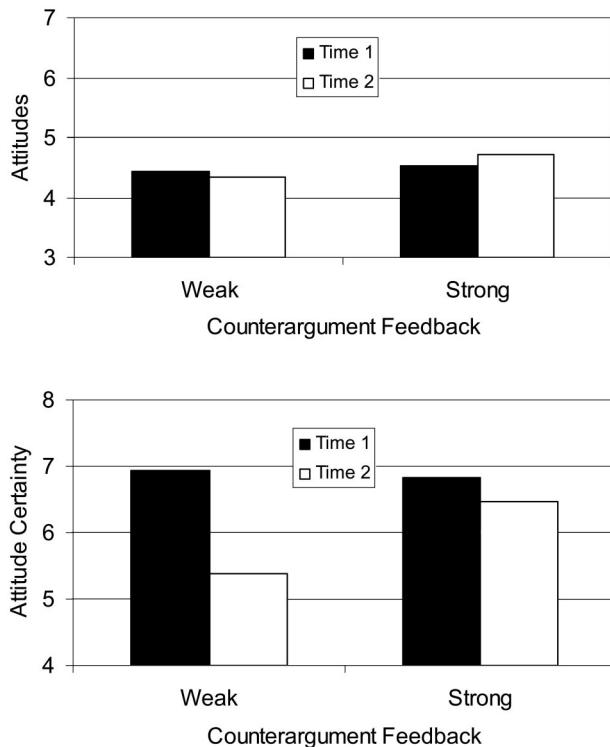 7
Time 1
6
Time 2
Attitudes
5
4
3
Weak Strong
Counterargument Feedback
8
Time 1
7
Time 2
Attitude Certainty
6
5
4
Weak Strong
Counterargument Feedback